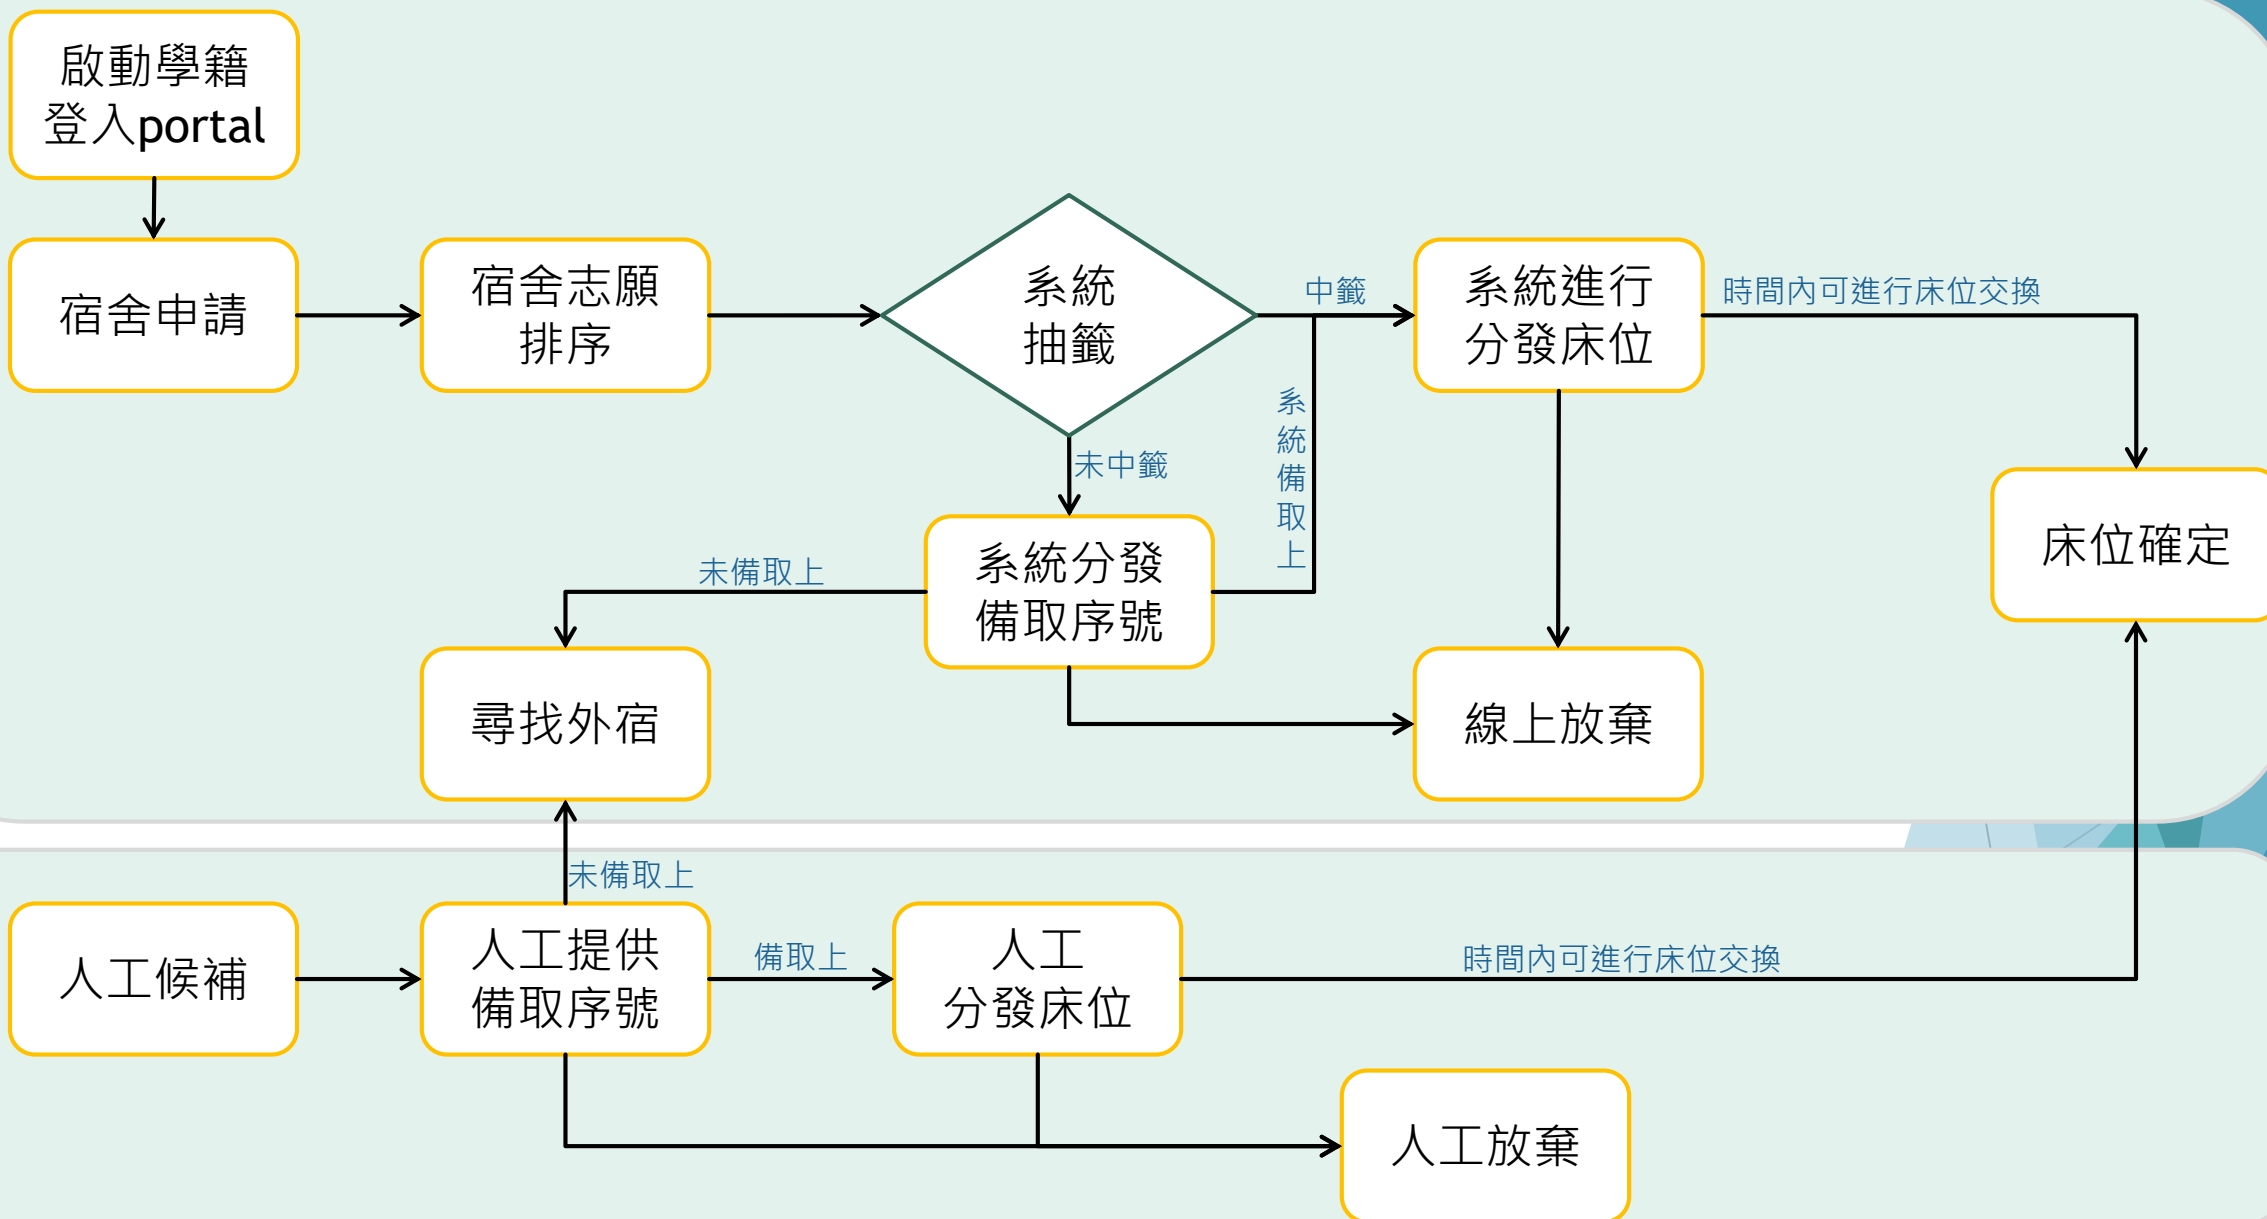 啟動學籍
登入portal
宿舍申請
宿舍志願
排序
系統
抽籤
中籤
系統進行
分發床位
時間內可進行床位交換
系統備取上
未中籤
床位確定
系統分發
備取序號
未備取上
尋找外宿
線上放棄
未備取上
人工候補
人工提供
備取序號
備取上
人工
分發床位
時間內可進行床位交換
人工放棄